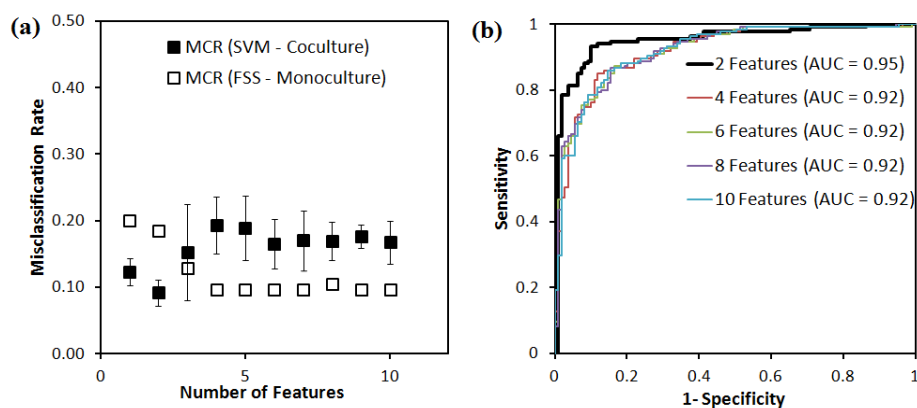 (a)
0.50
0.40
0.30
0.20
0.10
0.00
Misclassification Rate
MCR (SVM - Coculture)
MCR (FSS - Monoculture)
0
5
10
Number of Features
(b)
1
0.8
0.6
0.4
0.2
0
Sensitivity
2 Features (AUC = 0.95)
4 Features (AUC = 0.92)
6 Features (AUC = 0.92)
8 Features (AUC = 0.92)
10 Features (AUC = 0.92)
0
0.2
0.4
0.6
0.8
1
1- Specificity